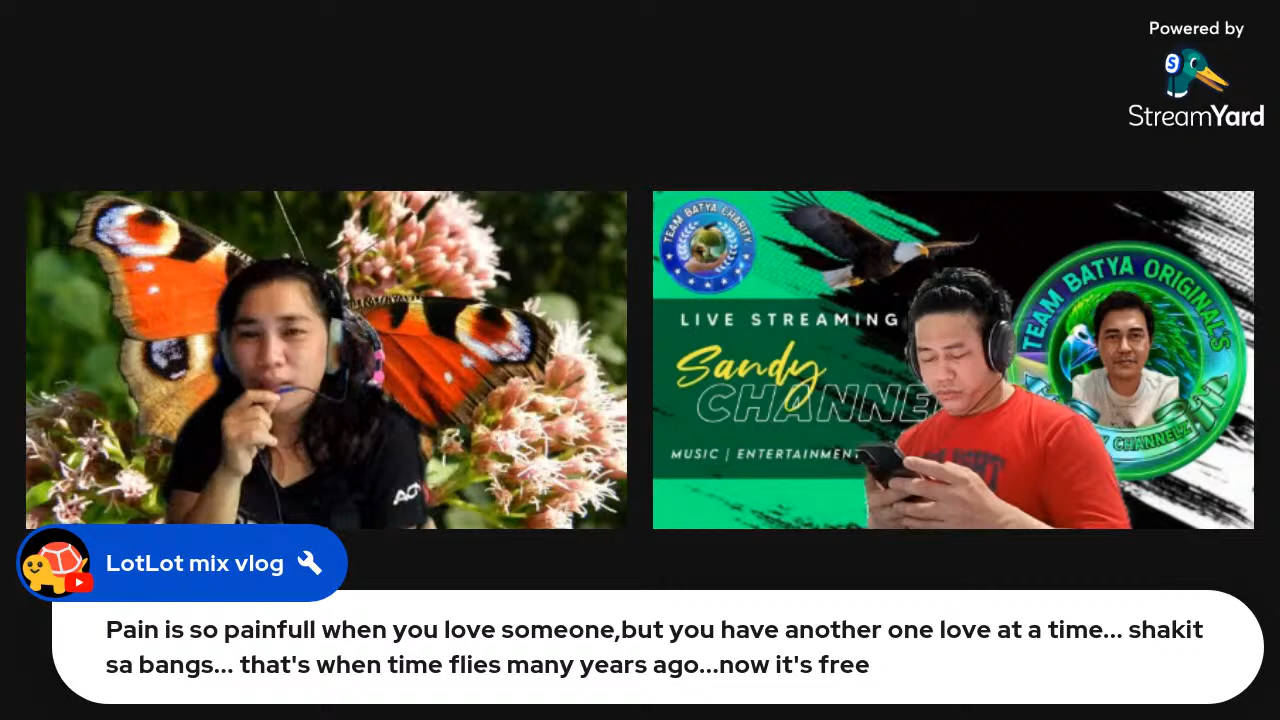 Powered by
StreamYard
TEAM BATYA CHARITY
LIVE STREAMING
Sandy
CHANNE
MUSIC | ENTERTAINMENT
TEAM BATYA ORIGINALS
Y CHANNELZ
LotLot mix vlog
Pain is so painfull when you love someone,but you have another one love at a time... shakit
sa bangs... that's when time flies many years ago...now it's free